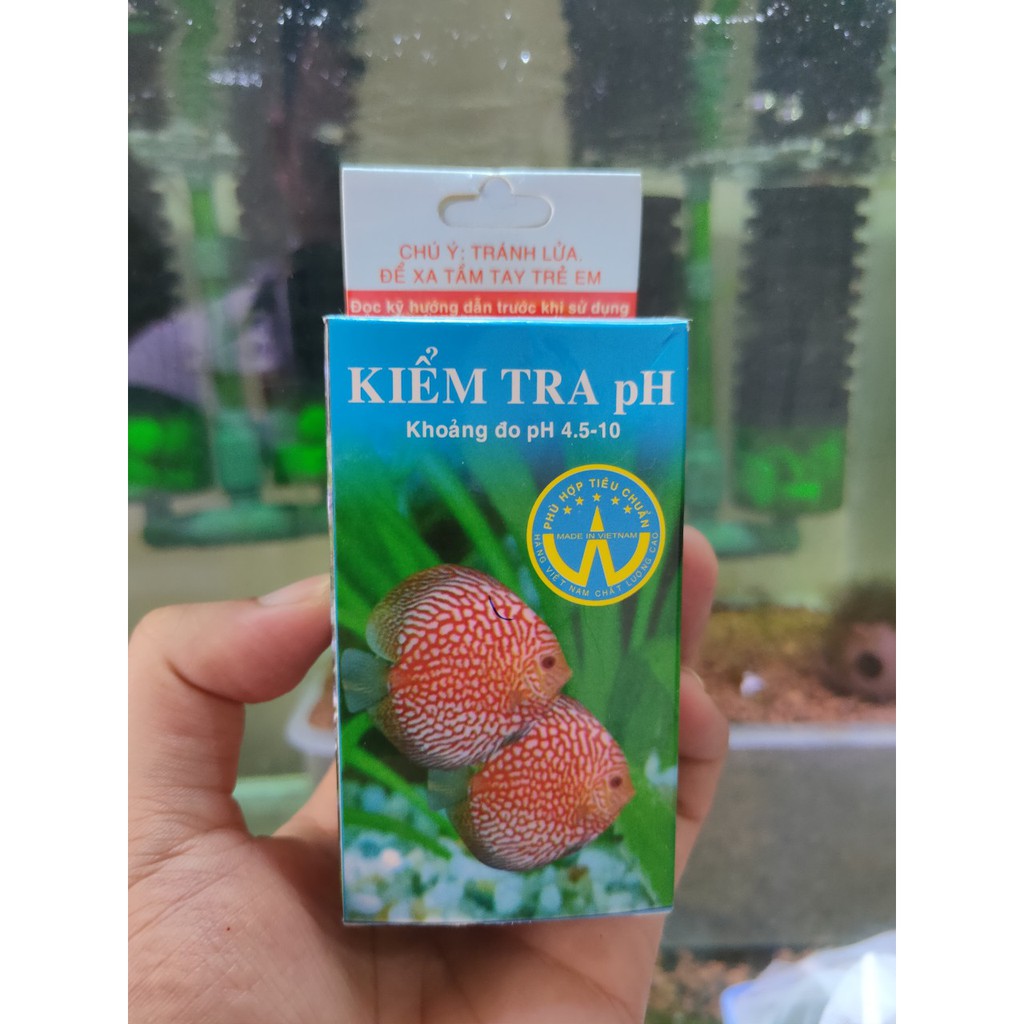 CHÚ Ý: TRÁNH LỬA.
ĐỂ XA TẦM TAY TRẺ EM
Đọc kỹ hướng dẫn trước khi sử dụng
KIỂM TRA pH
Khoảng đo pH 4.5-10
PHÙ HỢP TIÊU CHUẨN
MADE IN VIETNAM
HÀNG VIỆT NAM CHẤT LƯỢNG CAO